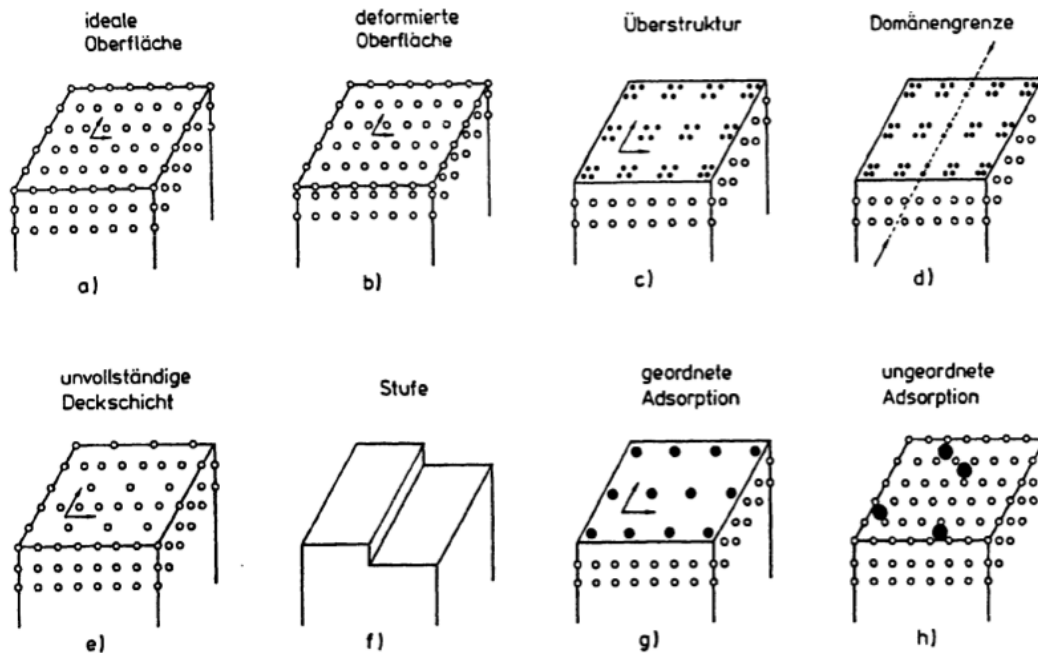 ideale
Oberfläche
deformierte
Oberfläche
Überstruktur
Domänengrenze
a)
b)
c)
d)
unvollständige
Deckschicht
Stufe
geordnete
Adsorption
ungeordnete
Adsorption
e)
f)
g)
h)